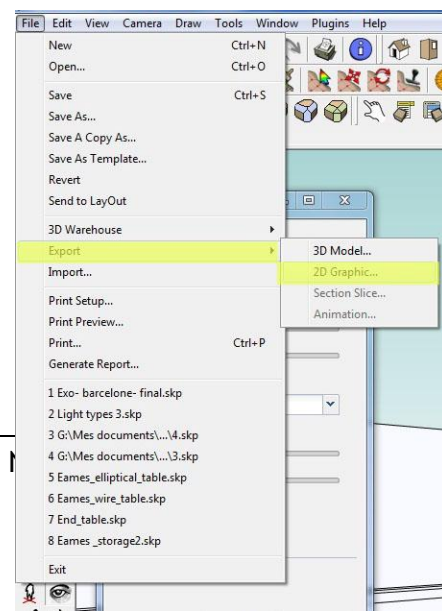 File Edit View Camera Draw Tools Window Plugins Help
New Ctrl+N
Open... Ctrl+O
Save Ctrl+S
Save As...
Save A Copy As...
Save As Template...
Revert
Send to LayOut
3D Warehouse
Export
Import...
Print Setup...
Print Preview...
Print... Ctrl+P
Generate Report...
1 Exo- barcelone- final.skp
2 Light types 3.skp
3 G:\Mes documents\...\4.skp
4 G:\Mes documents\...\3.skp
5 Eames_elliptical_table.skp
6 Eames_wire_table.skp
7 End_table.skp
8 Eames _storage2.skp
Exit
3D Model...
2D Graphic...
Section Slice...
Animation...